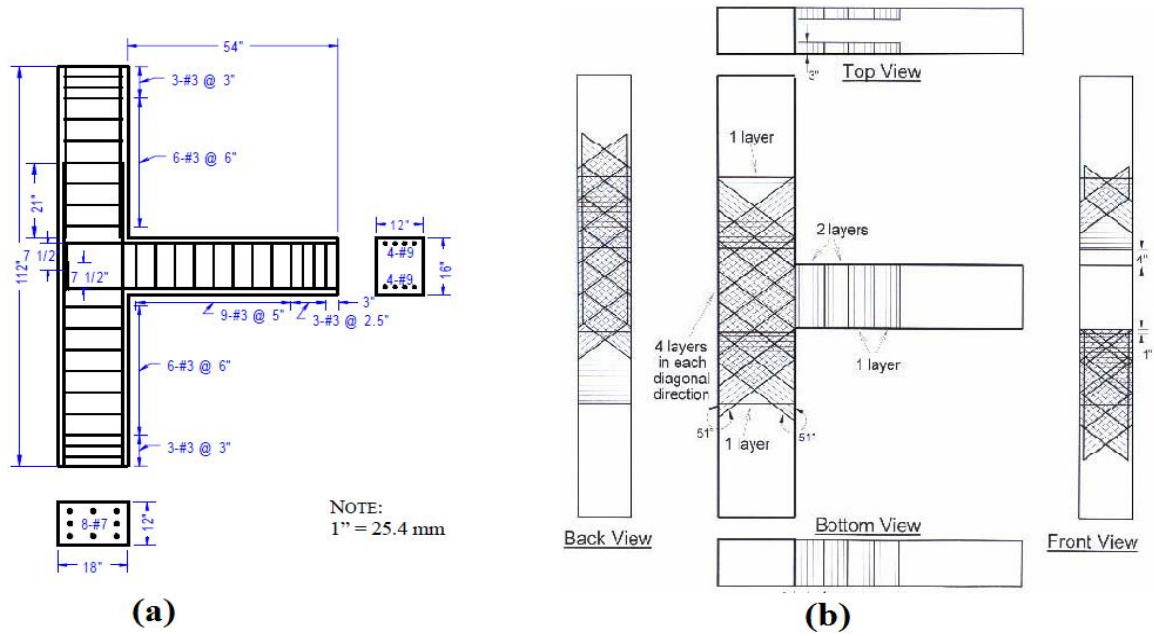 54"
3-#3 @ 3"
6-#3 @ 6"
21"
7 1/2"
112"
7 1/2"
12"
4-#9
4-#9
16"
3"
9-#3 @ 5"
3-#3 @ 2.5"
6-#3 @ 6"
3-#3 @ 3"
8-#7
12"
18"
NOTE:
1" = 25.4 mm
(a)
Top View
1 layer
2 layers
4 layers
in each
diagonal
direction
1 layer
51°
1 layer
51°
4"
1"
Back View
Bottom View
Front View
(b)